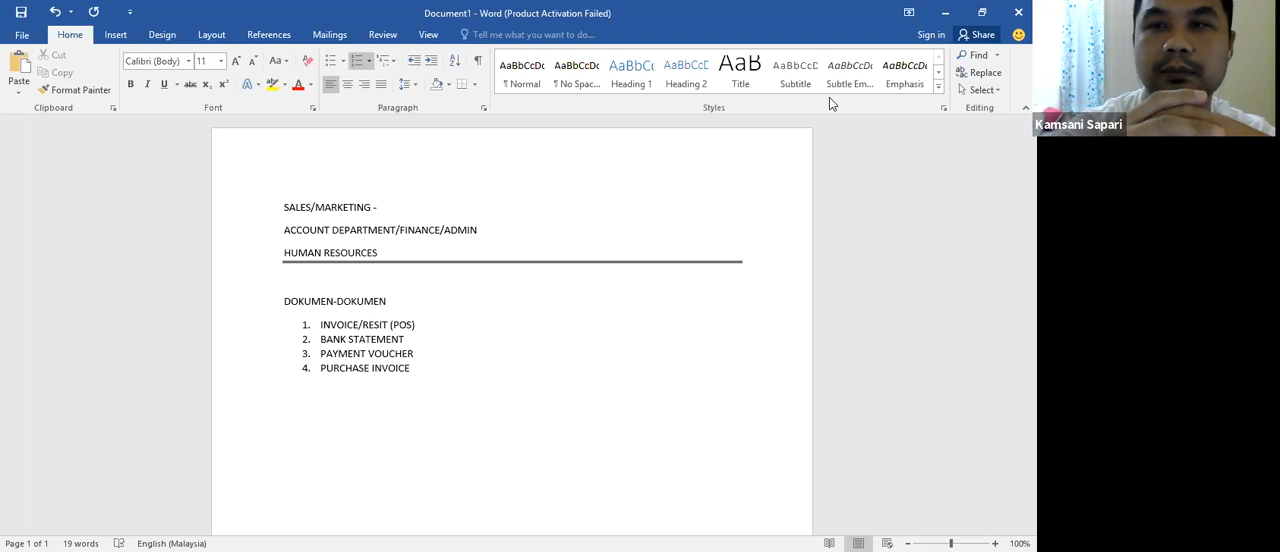 Document1 - Word (Product Activation Failed)
File Home Insert Design Layout References Mailings Review View Tell me what you want to do... Sign in Share
Paste
Cut
Copy
Format Painter
Clipboard
Calibri (Body) 11
Font
Paragraph
AaBbCcDc AaBbCcDc AaBbC( AaBbCcC AaB AaBbCcC AaBbCcDc AaBbCcDc
¶ Normal ¶ No Spac... Heading 1 Heading 2 Title Subtitle Subtle Em... Emphasis
Styles
Find
Replace
Select
Editing
Kamsani Sapari
SALES/MARKETING -
ACCOUNT DEPARTMENT/FINANCE/ADMIN
HUMAN RESOURCES
DOKUMEN-DOKUMEN
1. INVOICE/RESIT (POS)
2. BANK STATEMENT
3. PAYMENT VOUCHER
4. PURCHASE INVOICE
Page 1 of 1 19 words English (Malaysia) 100%